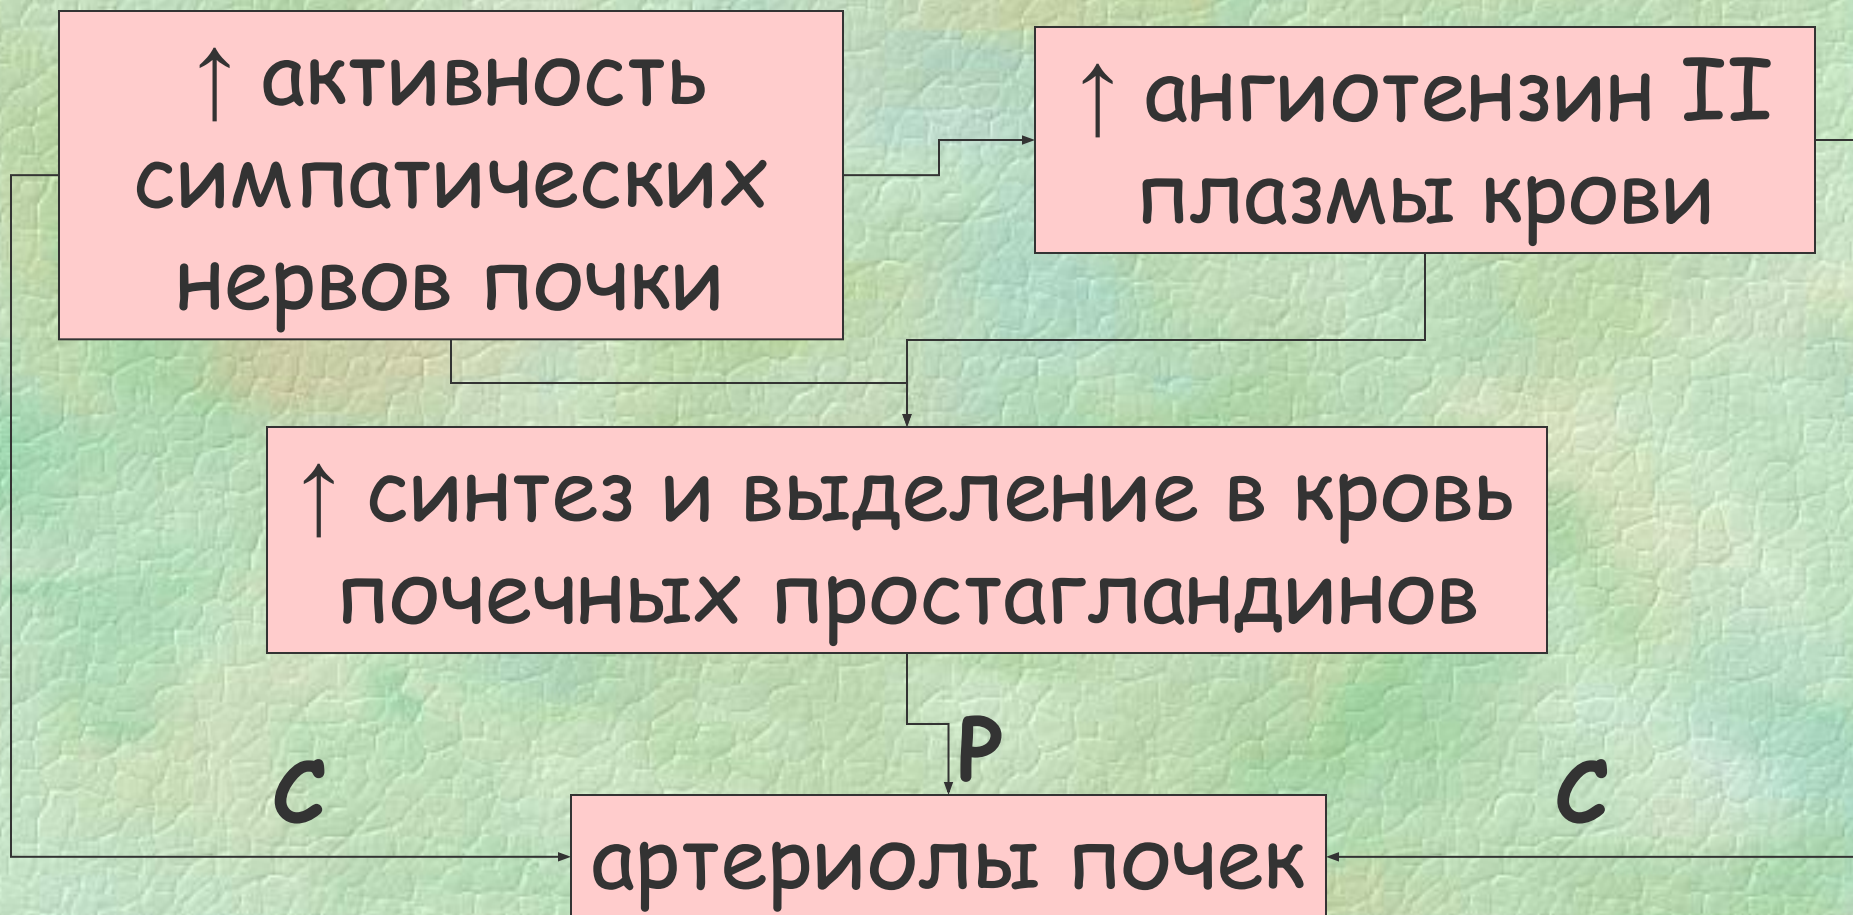 ↑ активность
симпатических
нервов почки
↑ ангиотензин II
плазмы крови
↑ синтез и выделение в кровь
почечных простагландинов
Р
С
С
артериолы почек